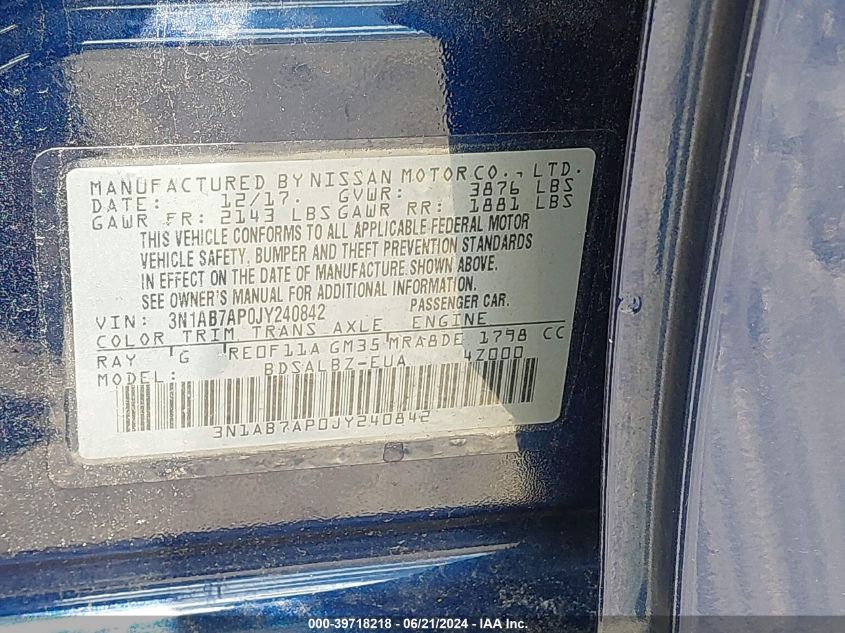 MANUFACTURED BY NISSAN MOTOR CO., LTD.
DATE: 12/17. GVWR: 3876 LBS
GAWR FR: 2143 LBS GAWR RR: 1881 LBS
THIS VEHICLE CONFORMS TO ALL APPLICABLE FEDERAL MOTOR
VEHICLE SAFETY, BUMPER AND THEFT PREVENTION STANDARDS
IN EFFECT ON THE DATE OF MANUFACTURE SHOWN ABOVE.
SEE OWNER'S MANUAL FOR ADDITIONAL INFORMATION
VIN: 3N1AB7AP0JY240842 PASSENGER CAR.
COLOR TRIM TRANS AXLE ENGINE
RAY G RE0F11A GM35 MRA8DE 1798 CC
MODEL: BDSALBZ-EUA 4Z000
3N1AB7AP0JY240842
000-39718218 - 06/21/2024 - IAA, Inc.